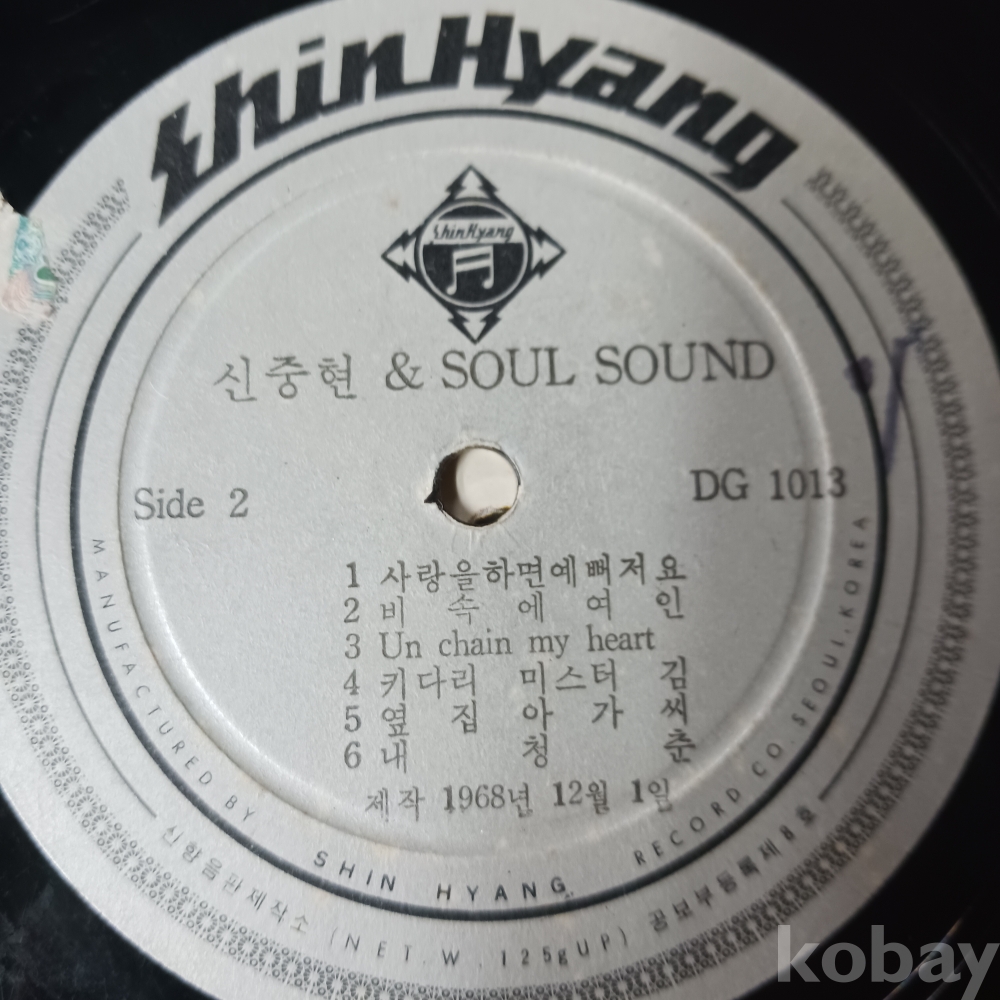 ShinHyang
ShinHyang
신중현 & SOUL SOUND
Side 2
DG 1013
1 사랑을하면예뻐저요
2 비 속 에 여 인
3 Un chain my heart
4 키다리 미스터 김
5 옆 집 아 가 씨
6 내 청 춘
제작 1968년 12월 1일
MANUFACTURED BY SHIN HYANG. RECORD CO. SEOUL. KOREA
신향음판제작소 (NET. W. 125g UP) 공보부등록제8호
kobay